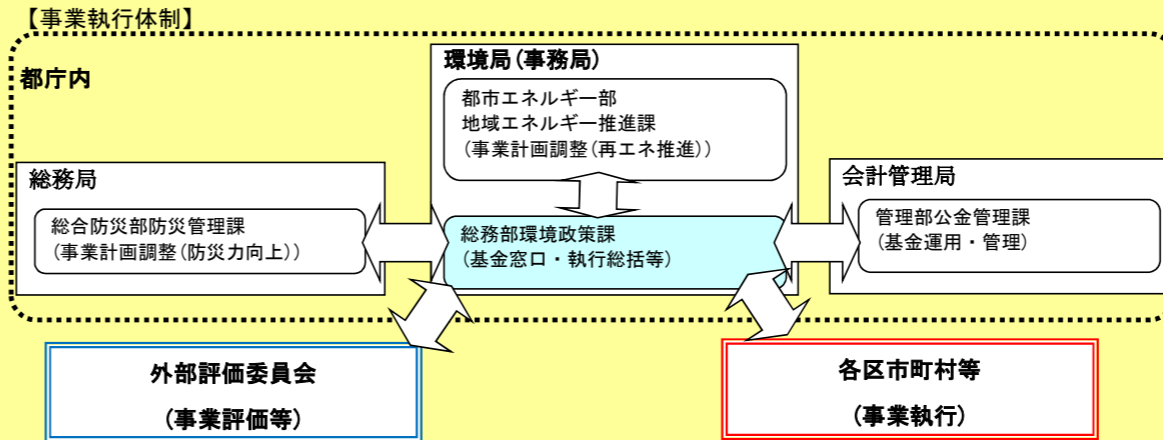 【事業執行体制】
都庁内
環境局(事務局)
都市エネルギー部
地域エネルギー推進課
(事業計画調整(再エネ推進))
総務局
総合防災部防災管理課
(事業計画調整(防災力向上))
総務部環境政策課
(基金窓口・執行総括等)
会計管理局
管理部公金管理課
(基金運用・管理)
外部評価委員会
(事業評価等)
各区市町村等
(事業執行)